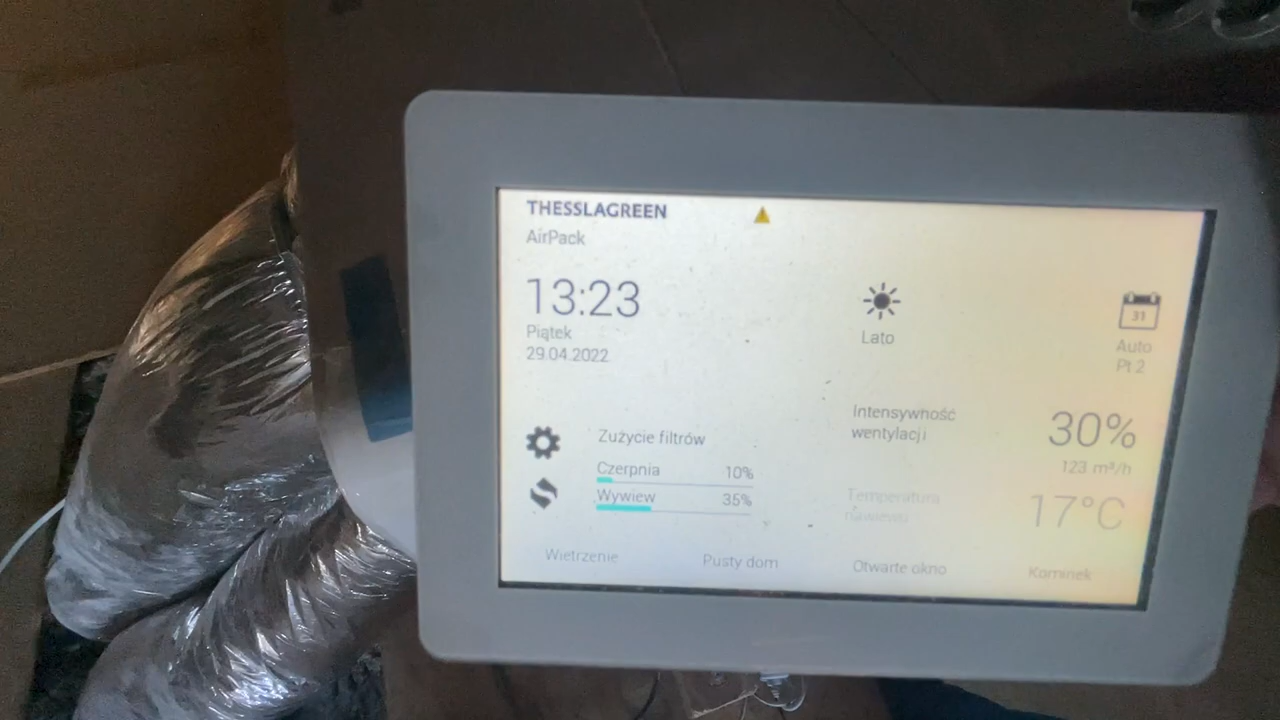 THESSLAGREEN
AirPack
13:23
Piątek
29.04.2022
Lato
31
Auto
Pt 2
Zużycie filtrów
Czerpnia 10%
Wywiew 35%
Intensywność
wentylacji
30%
123 m³/h
Temperatura
nawiewu
17°C
Wietrzenie
Pusty dom
Otwarte okno
Kominek